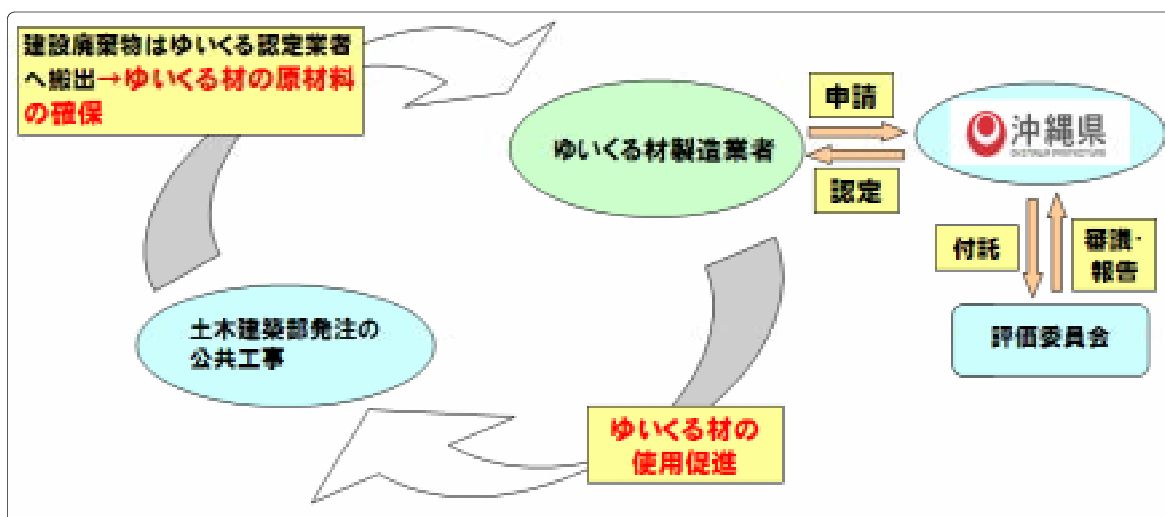 建設廃棄物はゆいくる認定業者
へ搬出→ゆいくる材の原材料
の確保
ゆいくる材製造業者
申請
認定
沖縄県
OKINAWA PREFECTURE
付託
審議・
報告
評価委員会
土木建築部発注の
公共工事
ゆいくる材の
使用促進